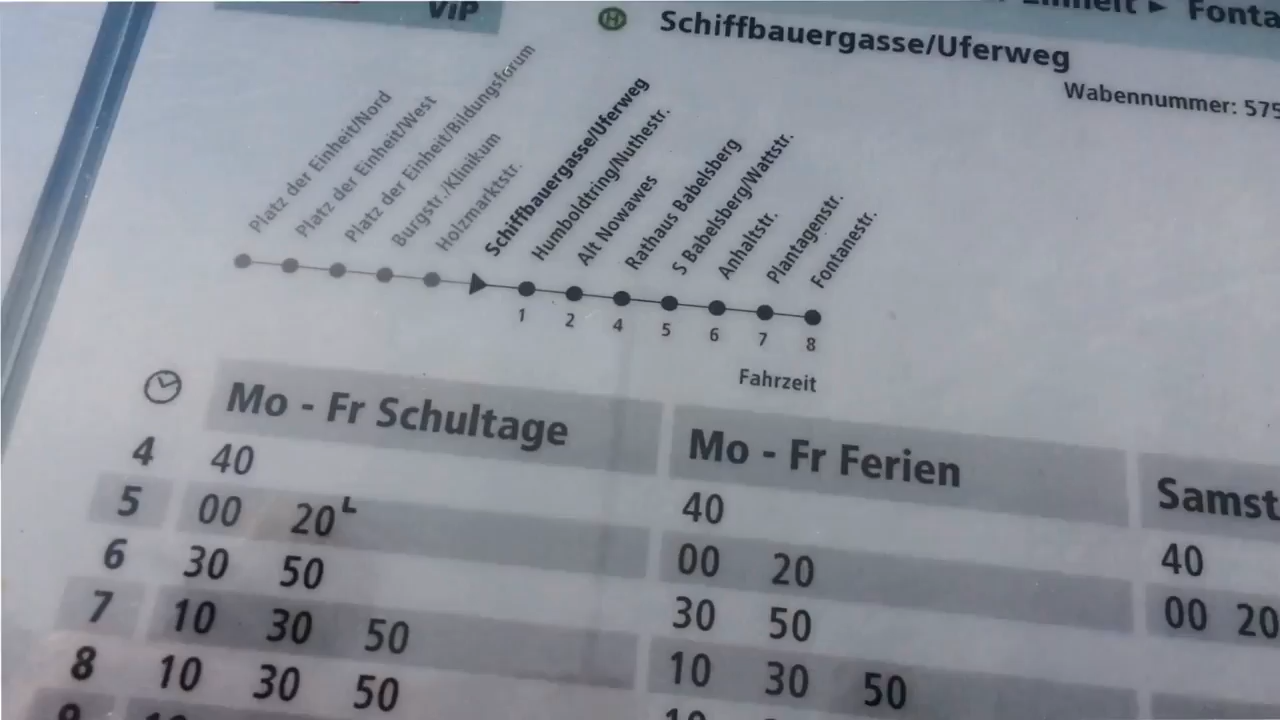 ViP
H
Schiffbauergasse/Uferweg
Einheit ▸ Fonta
Wabennummer: 575
Platz der Einheit/Nord
Platz der Einheit/West
Platz der Einheit/Bildungsforum
Burgstr./Klinikum
Holzmarktstr.
Schiffbauergasse/Uferweg
Humboldtring/Nuthestr.
Alt Nowawes
Rathaus Babelsberg
S Babelsberg/Wattstr.
Anhaltstr.
Plantagenstr.
Fontanestr.
1 2 4 5 6 7 8
Fahrzeit
Mo - Fr Schultage Mo - Fr Ferien Samst
4 40 40 40
5 00 20L 00 20 00 20
6 30 50 30 50
7 10 30 50 10 30 50
8 10 30 50